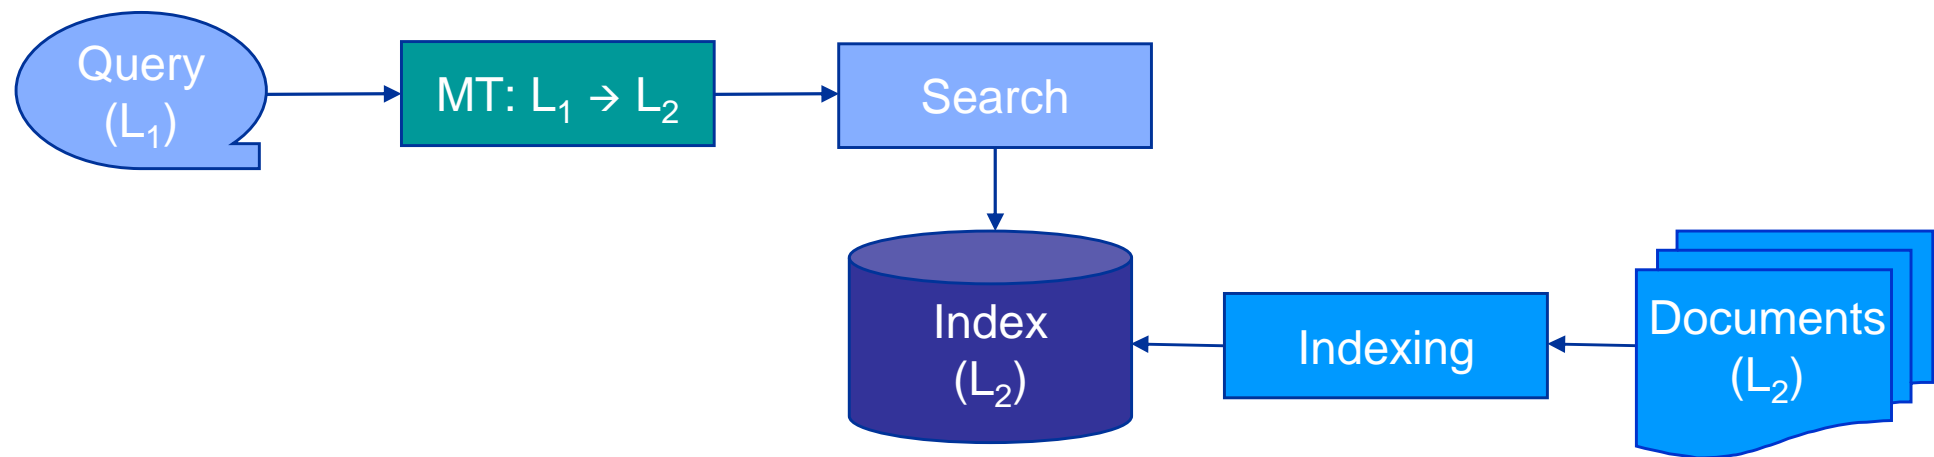 Query
(L₁)
MT: L₁ → L₂
Search
Index
(L₂)
Indexing
Documents
(L₂)